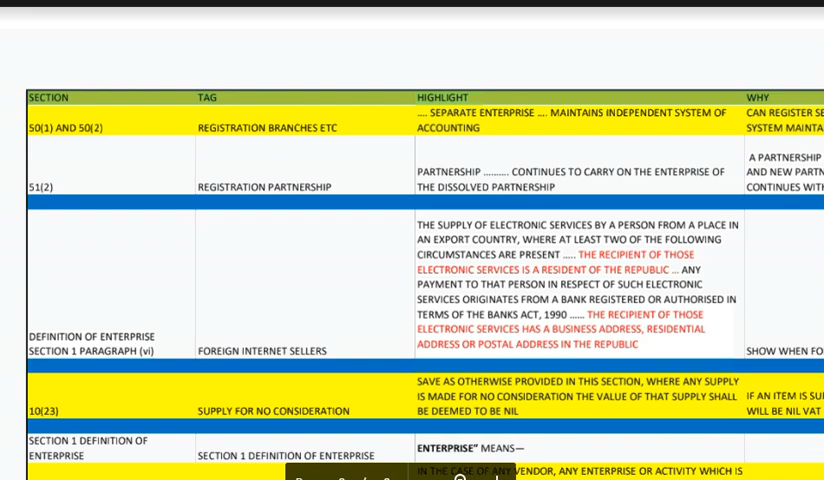 SECTION TAG HIGHLIGHT WHY
.... SEPARATE ENTERPRISE .... MAINTAINS INDEPENDENT SYSTEM OF CAN REGISTER SE
50(1) AND 50(2) REGISTRATION BRANCHES ETC ACCOUNTING SYSTEM MAINTA
A PARTNERSHIP
PARTNERSHIP .......... CONTINUES TO CARRY ON THE ENTERPRISE OF AND NEW PARTN
51(2) REGISTRATION PARTNERSHIP THE DISSOLVED PARTNERSHIP CONTINUES WITH
THE SUPPLY OF ELECTRONIC SERVICES BY A PERSON FROM A PLACE IN
AN EXPORT COUNTRY, WHERE AT LEAST TWO OF THE FOLLOWING
CIRCUMSTANCES ARE PRESENT ..... THE RECIPIENT OF THOSE
ELECTRONIC SERVICES IS A RESIDENT OF THE REPUBLIC ... ANY
PAYMENT TO THAT PERSON IN RESPECT OF SUCH ELECTRONIC
SERVICES ORIGINATES FROM A BANK REGISTERED OR AUTHORISED IN
TERMS OF THE BANKS ACT, 1990 ...... THE RECIPIENT OF THOSE
DEFINITION OF ENTERPRISE ELECTRONIC SERVICES HAS A BUSINESS ADDRESS, RESIDENTIAL
SECTION 1 PARAGRAPH (vi) FOREIGN INTERNET SELLERS ADDRESS OR POSTAL ADDRESS IN THE REPUBLIC SHOW WHEN FO
SAVE AS OTHERWISE PROVIDED IN THIS SECTION, WHERE ANY SUPPLY
IS MADE FOR NO CONSIDERATION THE VALUE OF THAT SUPPLY SHALL IF AN ITEM IS SU
10(23) SUPPLY FOR NO CONSIDERATION BE DEEMED TO BE NIL WILL BE NIL VAT
SECTION 1 DEFINITION OF
ENTERPRISE SECTION 1 DEFINITION OF ENTERPRISE ENTERPRISE" MEANS—
IN THE CASE OF ANY VENDOR, ANY ENTERPRISE OR ACTIVITY WHICH IS